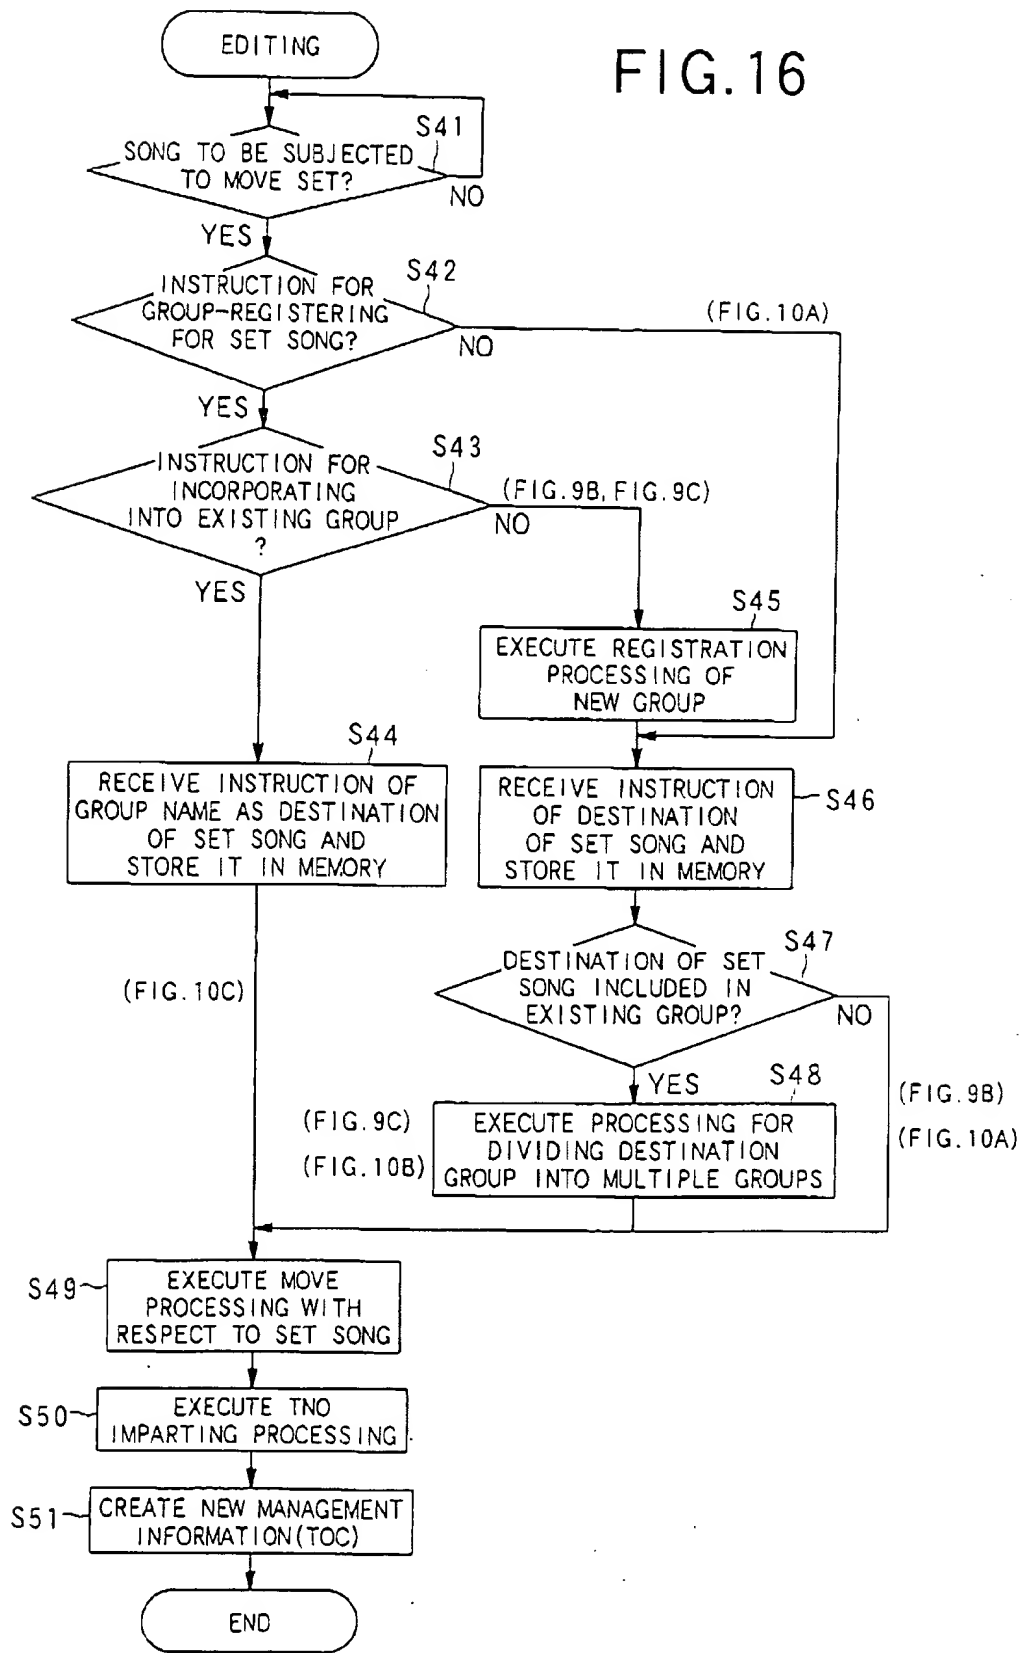 EDITING
FIG.16
S41
SONG TO BE SUBJECTED
TO MOVE SET?
NO
YES
S42
INSTRUCTION FOR
GROUP-REGISTERING
FOR SET SONG?
(FIG.10A)
NO
YES
S43
INSTRUCTION FOR
INCORPORATING
INTO EXISTING GROUP
?
(FIG.9B, FIG.9C)
NO
YES
S45
EXECUTE REGISTRATION
PROCESSING OF
NEW GROUP
S44
RECEIVE INSTRUCTION OF
GROUP NAME AS DESTINATION
OF SET SONG AND
STORE IT IN MEMORY
RECEIVE INSTRUCTION
OF DESTINATION
OF SET SONG AND
STORE IT IN MEMORY
S46
S47
DESTINATION OF SET
SONG INCLUDED IN
EXISTING GROUP?
NO
(FIG.10C)
YES
S48
(FIG.9B)
(FIG.10A)
(FIG.9C)
(FIG.10B)
EXECUTE PROCESSING FOR
DIVIDING DESTINATION
GROUP INTO MULTIPLE GROUPS
S49
EXECUTE MOVE
PROCESSING WITH
RESPECT TO SET SONG
S50
EXECUTE TNO
IMPARTING PROCESSING
S51
CREATE NEW MANAGEMENT
INFORMATION(TOC)
END